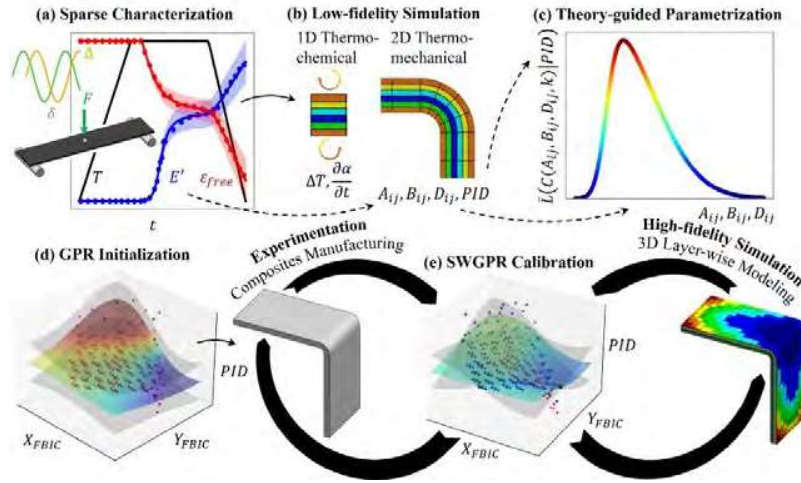 (a) Sparse Characterization
Δ
δ
F
T
E'
ε_free
t
(b) Low-fidelity Simulation
1D Thermo-
chemical
2D Thermo-
mechanical
ΔT, ∂α/∂t
A_ij, B_ij, D_ij, PID
(c) Theory-guided Parametrization
L̂(C(A_ij, B_ij, D_ij, k)|PID)
A_ij, B_ij, D_ij
(d) GPR Initialization
PID
X_FBIC
Y_FBIC
Experimentation
Composites Manufacturing
(e) SWGPR Calibration
PID
X_FBIC
Y_FBIC
High-fidelity Simulation
3D Layer-wise Modeling